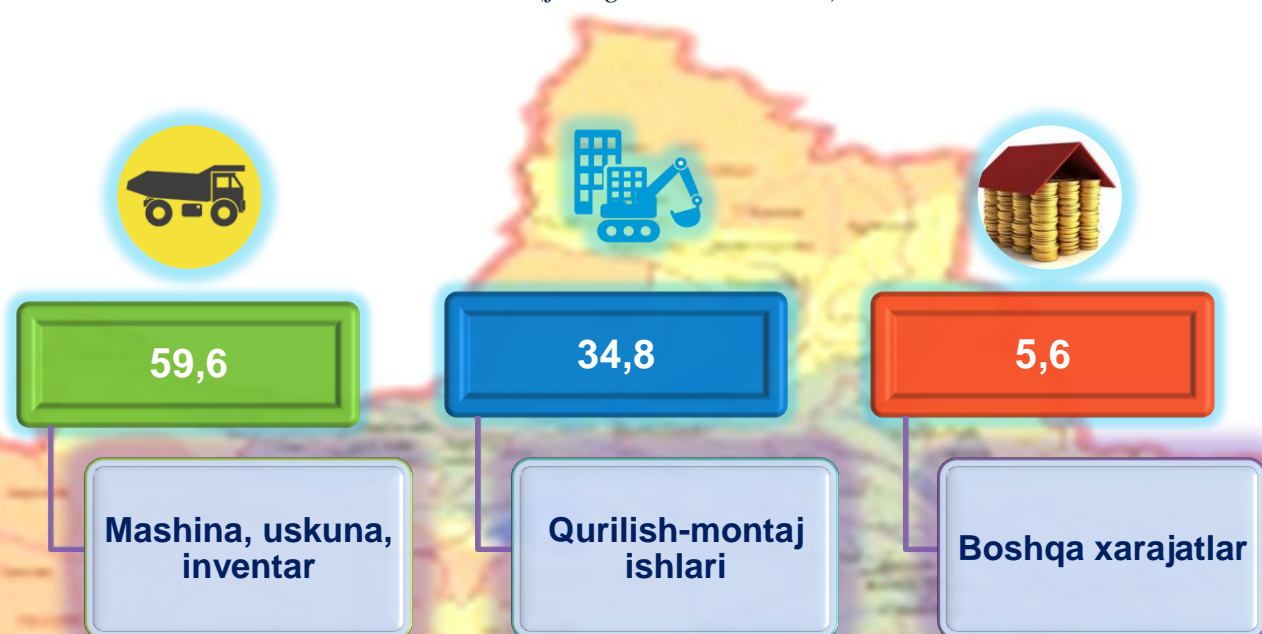 59,6
34,8
5,6
Mashina, uskuna,
inventar
Qurilish-montaj
ishlari
Boshqa xarajatlar